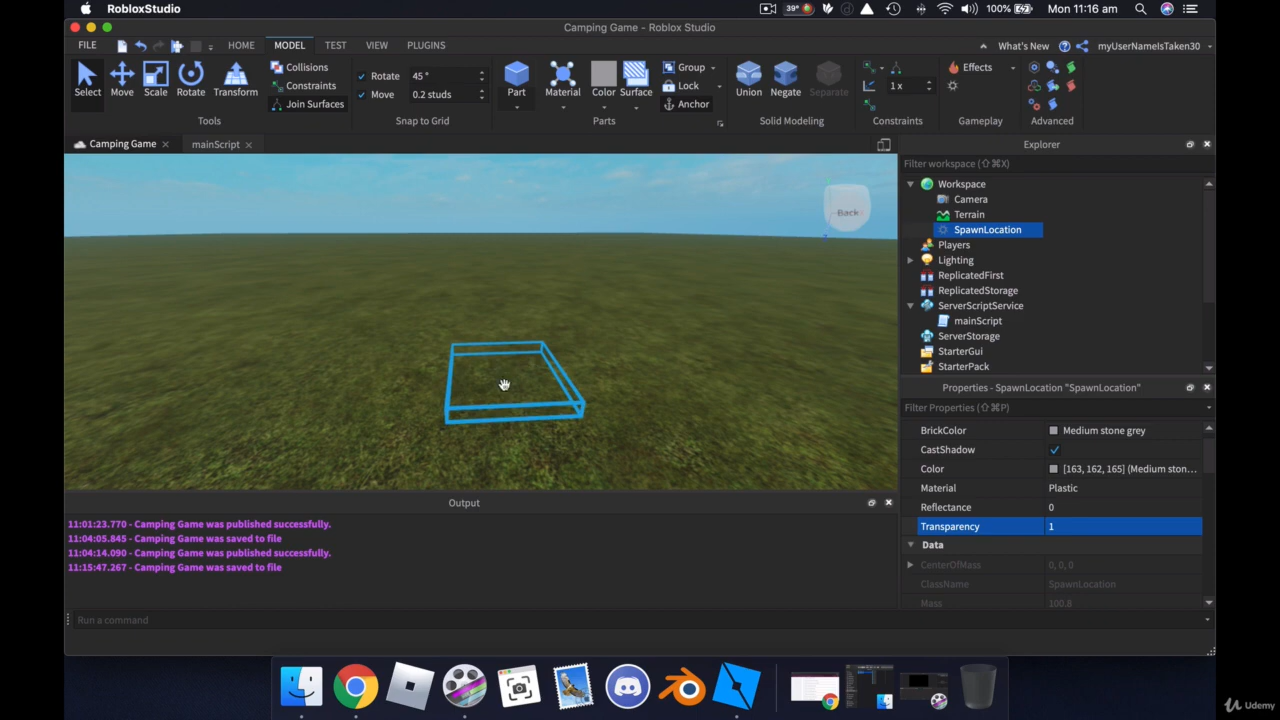 RobloxStudio 39° 100% Mon 11:16 am
Camping Game - Roblox Studio
FILE HOME MODEL TEST VIEW PLUGINS What's New myUserNameIsTaken30
Select Move Scale Rotate Transform
Collisions
Constraints
Join Surfaces
Tools
Rotate 45 °
Move 0.2 studs
Snap to Grid
Part Material Color Surface
Group
Lock
Anchor
Parts
Union Negate Separate
Solid Modeling
1 x
Constraints
Effects
Gameplay
Advanced
Camping Game mainScript
Back
Explorer
Filter workspace (⇧⌘X)
Workspace
Camera
Terrain
SpawnLocation
Players
Lighting
ReplicatedFirst
ReplicatedStorage
ServerScriptService
mainScript
ServerStorage
StarterGui
StarterPack
Properties - SpawnLocation "SpawnLocation"
Filter Properties (⇧⌘P)
BrickColor Medium stone grey
CastShadow
Color [163, 162, 165] (Medium ston...
Material Plastic
Reflectance 0
Transparency 1
Data
CenterOfMass 0, 0, 0
ClassName SpawnLocation
Mass 100.8
Output
11:01:23.770 - Camping Game was published successfully.
11:04:05.845 - Camping Game was saved to file
11:04:14.090 - Camping Game was published successfully.
11:15:47.267 - Camping Game was saved to file
Run a command
Udemy